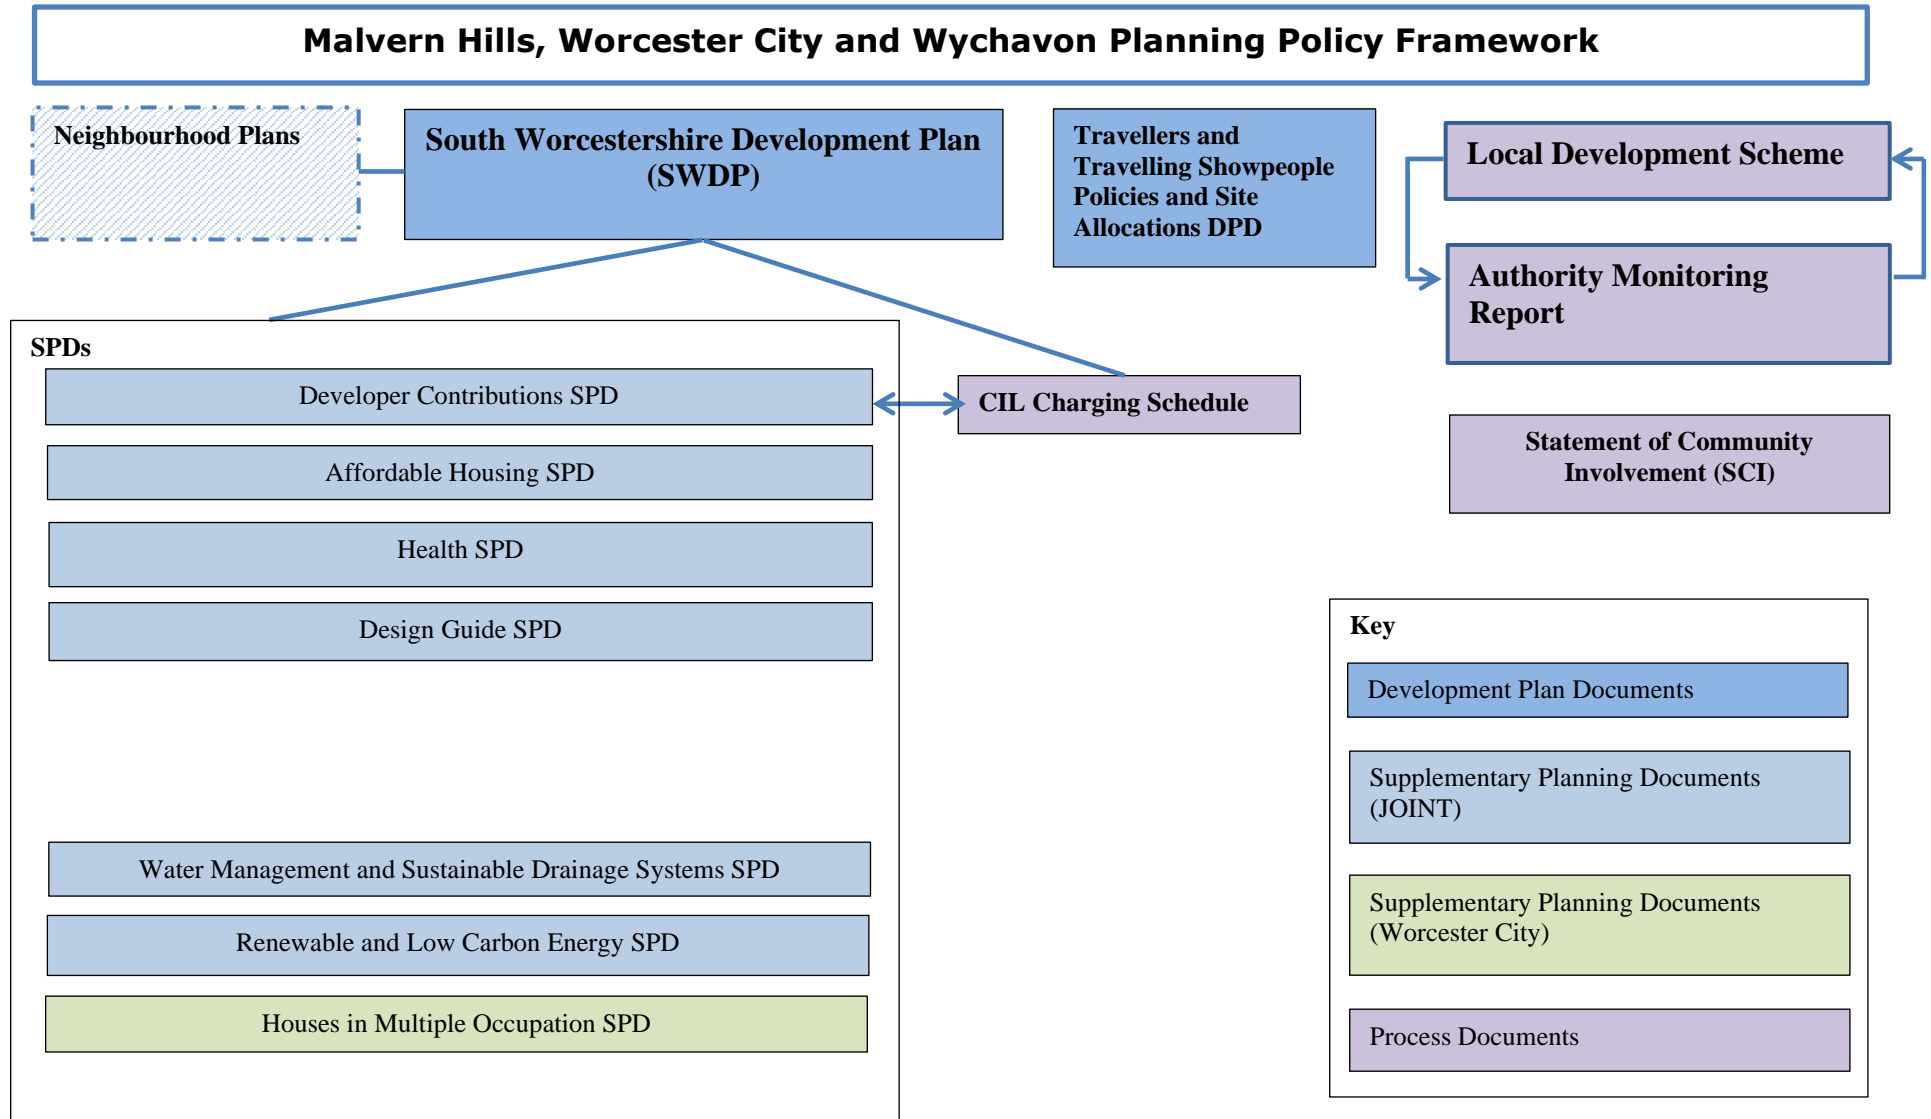 Malvern Hills, Worcester City and Wychavon Planning Policy Framework
Neighbourhood Plans
South Worcestershire Development Plan
(SWDP)
Travellers and
Travelling Showpeople
Policies and Site
Allocations DPD
Local Development Scheme
Authority Monitoring
Report
SPDs
Developer Contributions SPD
CIL Charging Schedule
Affordable Housing SPD
Statement of Community
Involvement (SCI)
Health SPD
Design Guide SPD
Water Management and Sustainable Drainage Systems SPD
Renewable and Low Carbon Energy SPD
Houses in Multiple Occupation SPD
Key
Development Plan Documents
Supplementary Planning Documents
(JOINT)
Supplementary Planning Documents
(Worcester City)
Process Documents